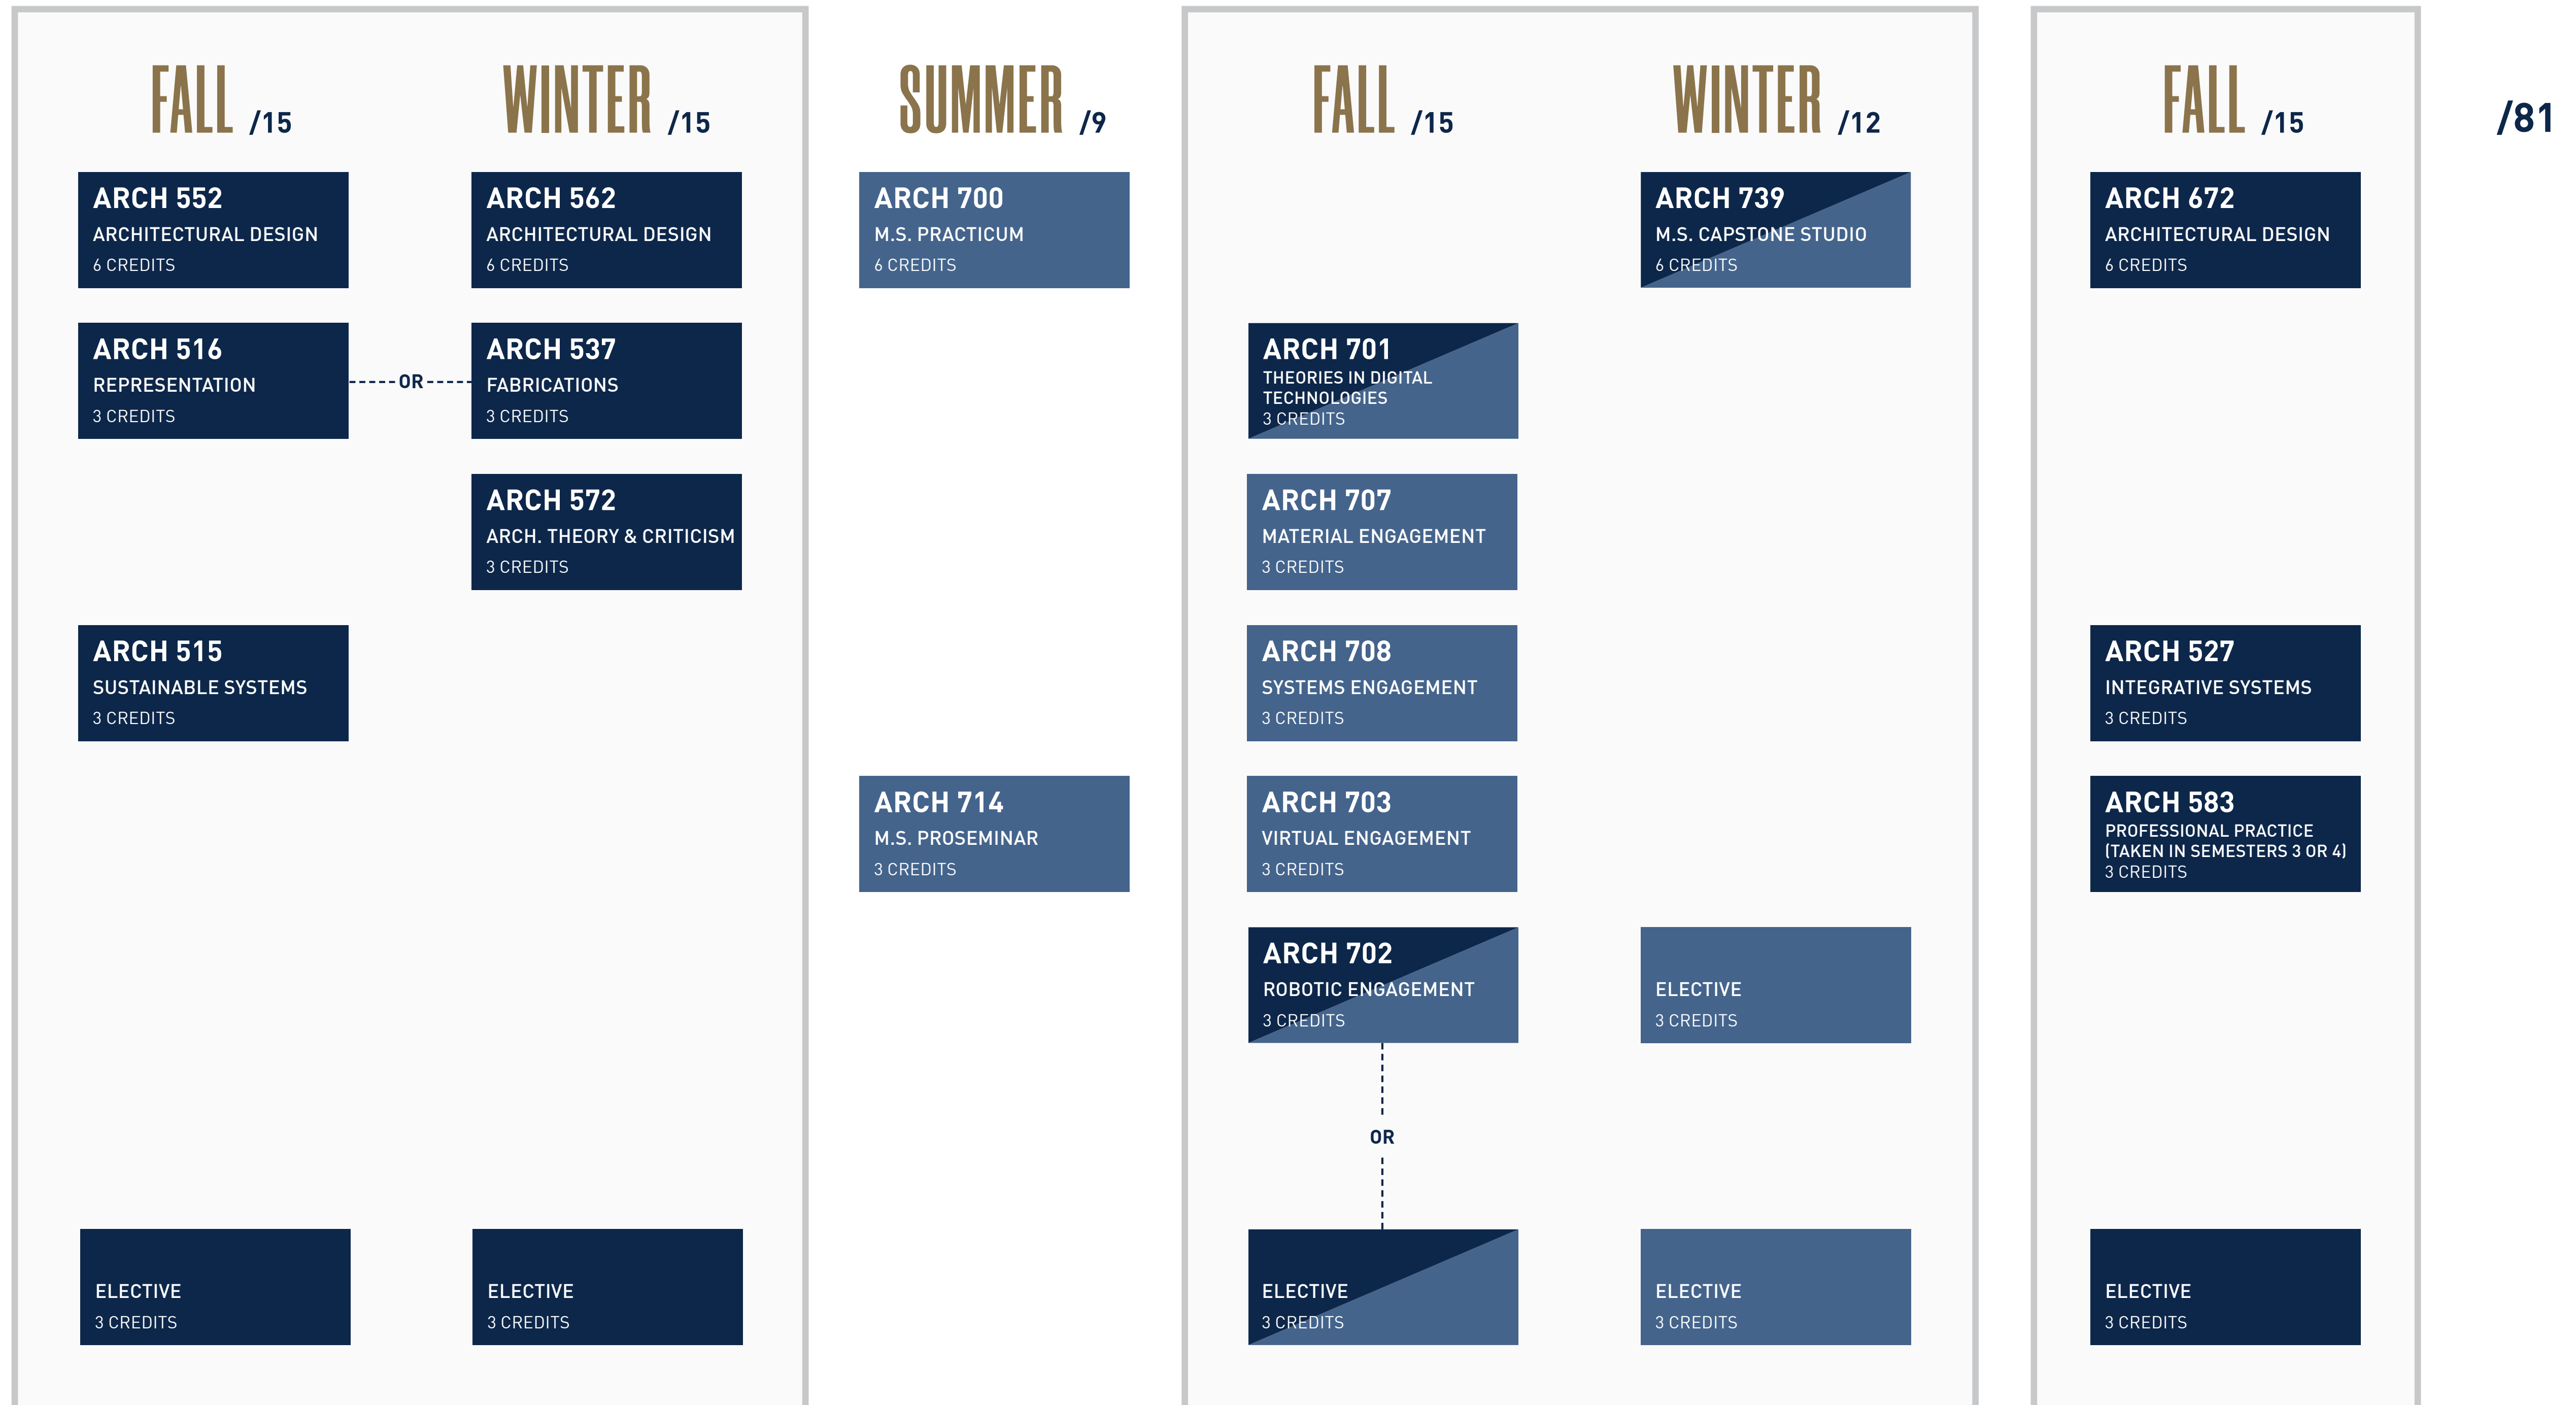 FALL /15
ARCH 552
ARCHITECTURAL DESIGN
6 CREDITS
ARCH 516
REPRESENTATION
3 CREDITS
OR
ARCH 515
SUSTAINABLE SYSTEMS
3 CREDITS
ELECTIVE
3 CREDITS
WINTER /15
ARCH 562
ARCHITECTURAL DESIGN
6 CREDITS
ARCH 537
FABRICATIONS
3 CREDITS
ARCH 572
ARCH. THEORY & CRITICISM
3 CREDITS
ELECTIVE
3 CREDITS
SUMMER /9
ARCH 700
M.S. PRACTICUM
6 CREDITS
ARCH 714
M.S. PROSEMINAR
3 CREDITS
FALL /15
ARCH 701
THEORIES IN DIGITAL
TECHNOLOGIES
3 CREDITS
ARCH 707
MATERIAL ENGAGEMENT
3 CREDITS
ARCH 708
SYSTEMS ENGAGEMENT
3 CREDITS
ARCH 703
VIRTUAL ENGAGEMENT
3 CREDITS
ARCH 702
ROBOTIC ENGAGEMENT
3 CREDITS
OR
ELECTIVE
3 CREDITS
WINTER /12
ARCH 739
M.S. CAPSTONE STUDIO
6 CREDITS
ELECTIVE
3 CREDITS
ELECTIVE
3 CREDITS
FALL /15
ARCH 672
ARCHITECTURAL DESIGN
6 CREDITS
ARCH 527
INTEGRATIVE SYSTEMS
3 CREDITS
ARCH 583
PROFESSIONAL PRACTICE
(TAKEN IN SEMESTERS 3 OR 4)
3 CREDITS
ELECTIVE
3 CREDITS
/81